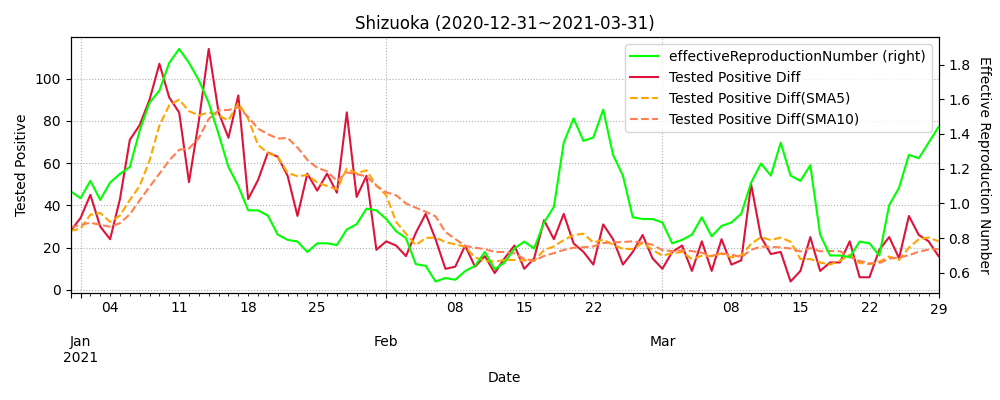 Shizuoka (2020-12-31~2021-03-31)
effectiveReproductionNumber (right)
Tested Positive Diff
Tested Positive Diff(SMA5)
Tested Positive Diff(SMA10)
Tested Positive
100
80
60
40
20
0
1.8
1.6
1.4
1.2
1.0
0.8
0.6
Effective Reproduction Number
04 11 18 25 08 15 22 08 15 22 29
Jan Feb Mar
2021
Date